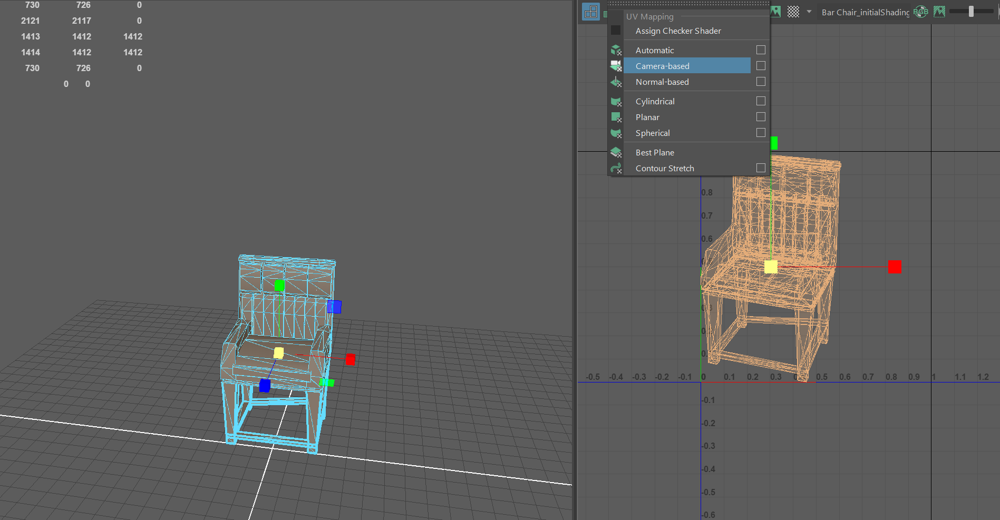 730 726 0
2121 2117 0
1413 1412 1412
1414 1412 1412
730 726 0
0 0
Bar Chair_initialShading
RGB
UV Mapping
Assign Checker Shader
Automatic
Camera-based
Normal-based
Cylindrical
Planar
Spherical
Best Plane
Contour Stretch
0.8
0.7
0.6
-0.5 -0.4 -0.3 -0.2 -0.1 0 0.1 0.2 0.3 0.5 0.6 0.7 0.8 0.9 1 1.1 1.2
-0.1
-0.2
-0.3
-0.4
-0.5
-0.6